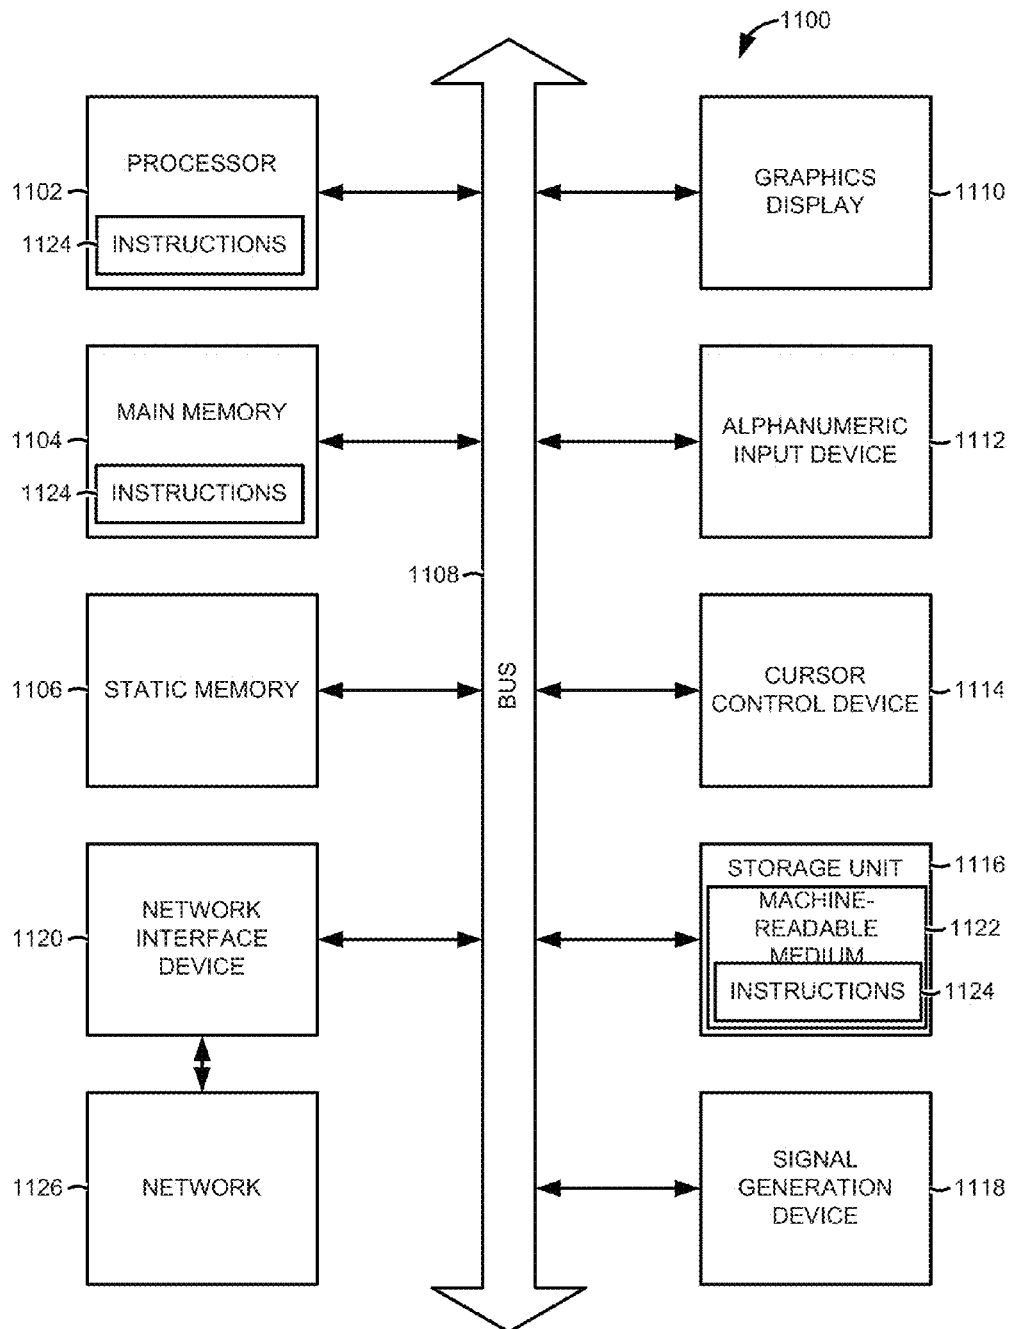 1100
PROCESSOR
1102
1124
INSTRUCTIONS
GRAPHICS
DISPLAY
1110
MAIN MEMORY
1104
1124
INSTRUCTIONS
ALPHANUMERIC
INPUT DEVICE
1112
1108
BUS
1106
STATIC MEMORY
CURSOR
CONTROL DEVICE
1114
1120
NETWORK
INTERFACE
DEVICE
STORAGE UNIT
1116
MACHINE-
READABLE
MEDIUM
1122
INSTRUCTIONS
1124
1126
NETWORK
SIGNAL
GENERATION
DEVICE
1118